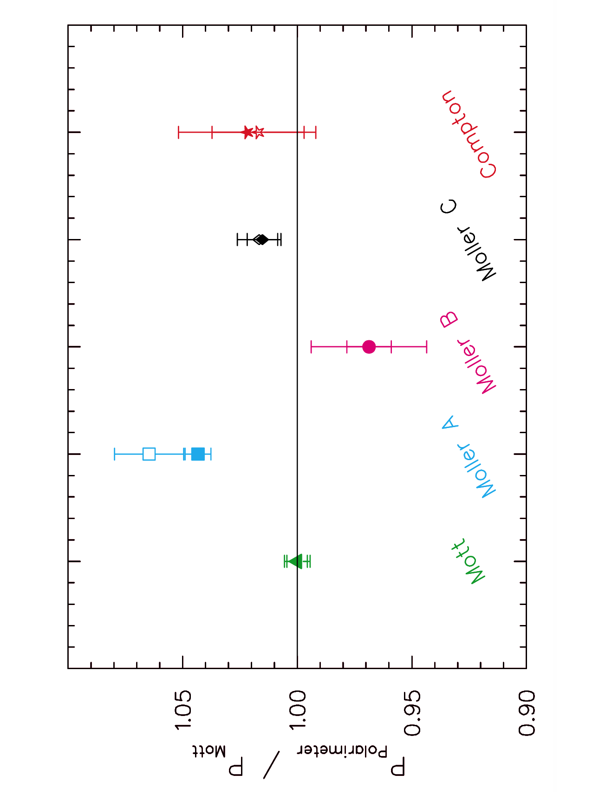 P Polarimeter / P Mott
1.05
1.00
0.95
0.90
Mott
Moller A
Moller B
Moller C
Compton